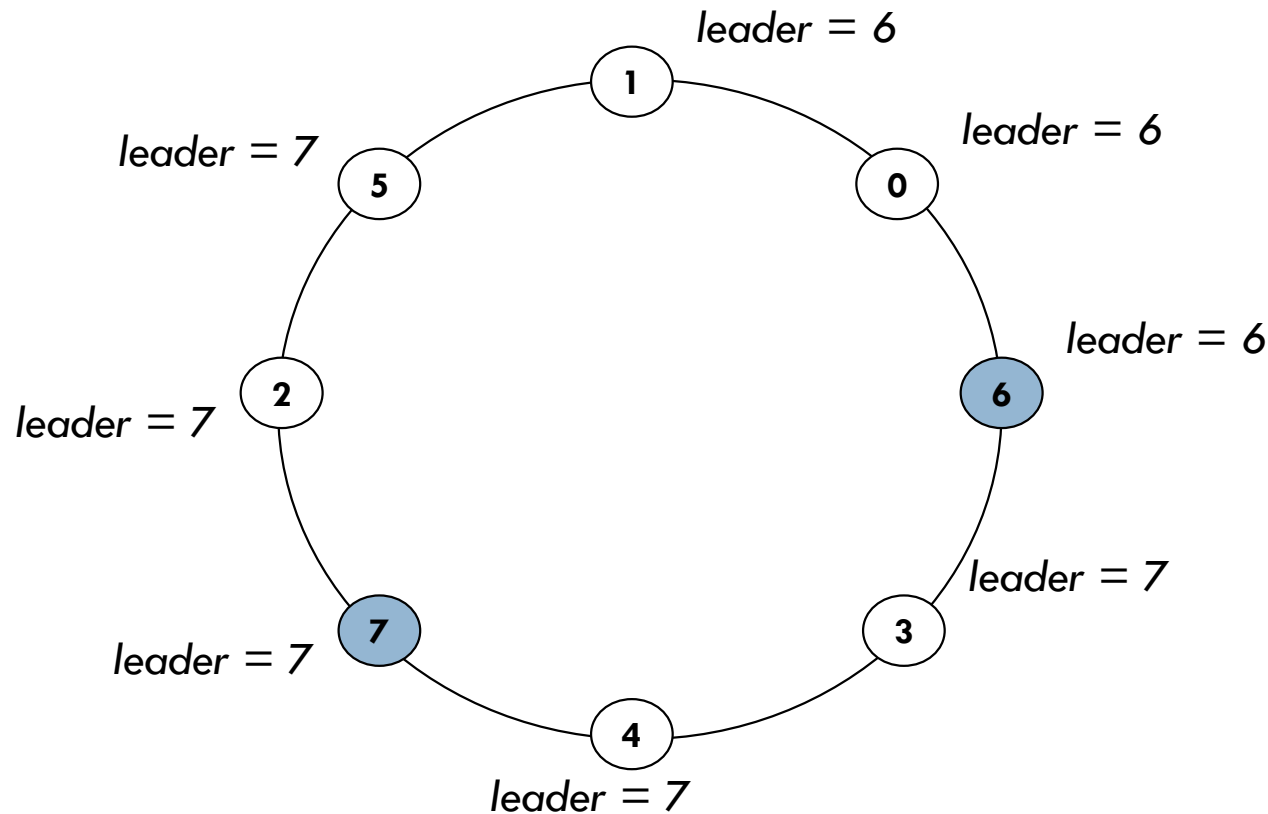 leader = 6
1
leader = 6
leader = 7
5
0
leader = 6
2
6
leader = 7
leader = 7
7
3
leader = 7
4
leader = 7